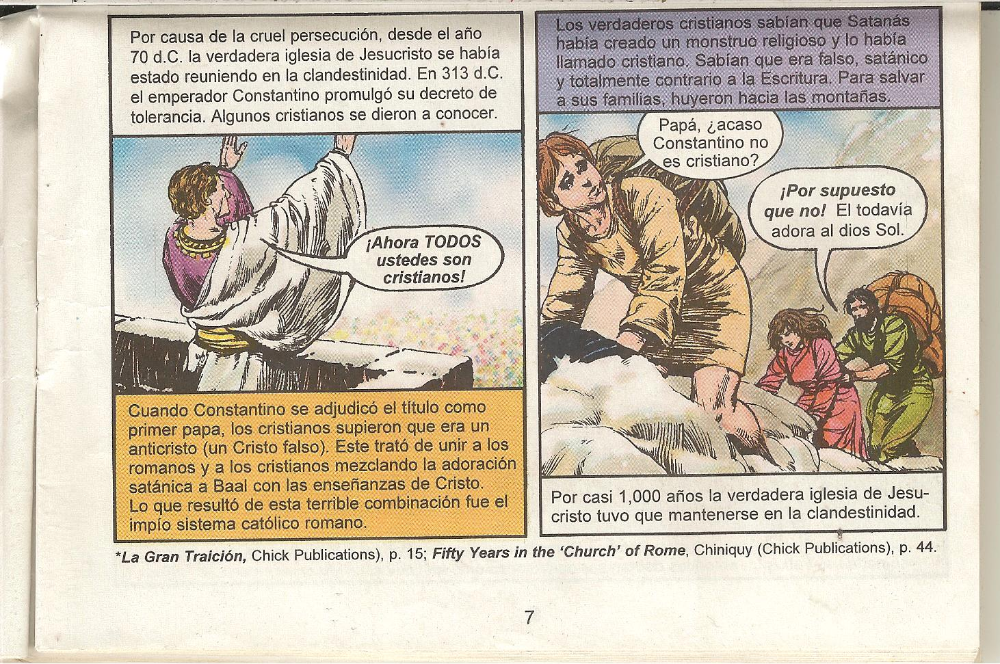 Por causa de la cruel persecución, desde el año
70 d.C. la verdadera iglesia de Jesucristo se había
estado reuniendo en la clandestinidad. En 313 d.C.
el emperador Constantino promulgó su decreto de
tolerancia. Algunos cristianos se dieron a conocer.
¡Ahora TODOS
ustedes son
cristianos!
Cuando Constantino se adjudicó el título como
primer papa, los cristianos supieron que era un
anticristo (un Cristo falso). Este trató de unir a los
romanos y a los cristianos mezclando la adoración
satánica a Baal con las enseñanzas de Cristo.
Lo que resultó de esta terrible combinación fue el
impío sistema católico romano.
Los verdaderos cristianos sabían que Satanás
había creado un monstruo religioso y lo había
llamado cristiano. Sabían que era falso, satánico
y totalmente contrario a la Escritura. Para salvar
a sus familias, huyeron hacia las montañas.
Papá, ¿acaso
Constantino no
es cristiano?
¡Por supuesto
que no! El todavía
adora al dios Sol.
Por casi 1,000 años la verdadera iglesia de Jesu-
cristo tuvo que mantenerse en la clandestinidad.
*La Gran Traición, Chick Publications), p. 15; Fifty Years in the ‘Church’ of Rome, Chiniquy (Chick Publications), p. 44.
7